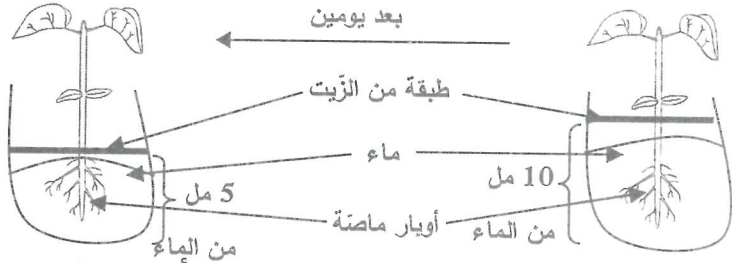 بعد يومين
طبقة من الزّيت
ماء
10 مل
من الماء
5 مل
من الماء
أوبار ماصّة